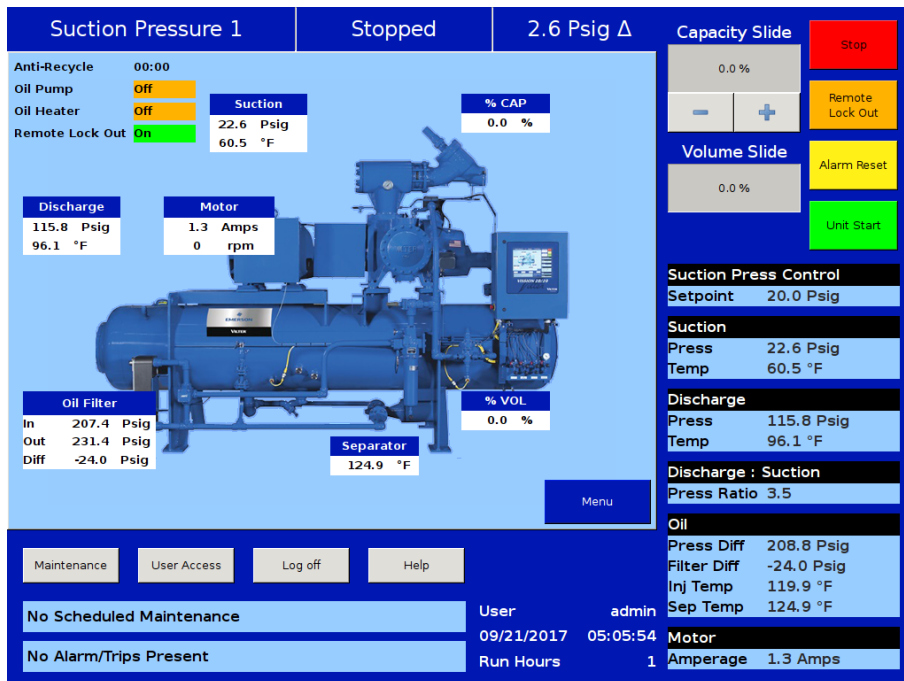 Suction Pressure 1
Stopped
2.6 Psig Δ
Anti-Recycle 00:00
Oil Pump Off
Oil Heater Off
Remote Lock Out On
Suction
22.6 Psig
60.5 °F
% CAP
0.0 %
Discharge
115.8 Psig
96.1 °F
Motor
1.3 Amps
0 rpm
EMERSON
VILTER
Oil Filter
In 207.4 Psig
Out 231.4 Psig
Diff -24.0 Psig
% VOL
0.0 %
Separator
124.9 °F
Menu
Maintenance
User Access
Log off
Help
No Scheduled Maintenance
No Alarm/Trips Present
User admin
09/21/2017 05:05:54
Run Hours 1
Capacity Slide
0.0 %
Volume Slide
0.0 %
Stop
Remote
Lock Out
Alarm Reset
Unit Start
Suction Press Control
Setpoint 20.0 Psig
Suction
Press 22.6 Psig
Temp 60.5 °F
Discharge
Press 115.8 Psig
Temp 96.1 °F
Discharge : Suction
Press Ratio 3.5
Oil
Press Diff 208.8 Psig
Filter Diff -24.0 Psig
Inj Temp 119.9 °F
Sep Temp 124.9 °F
Motor
Amperage 1.3 Amps